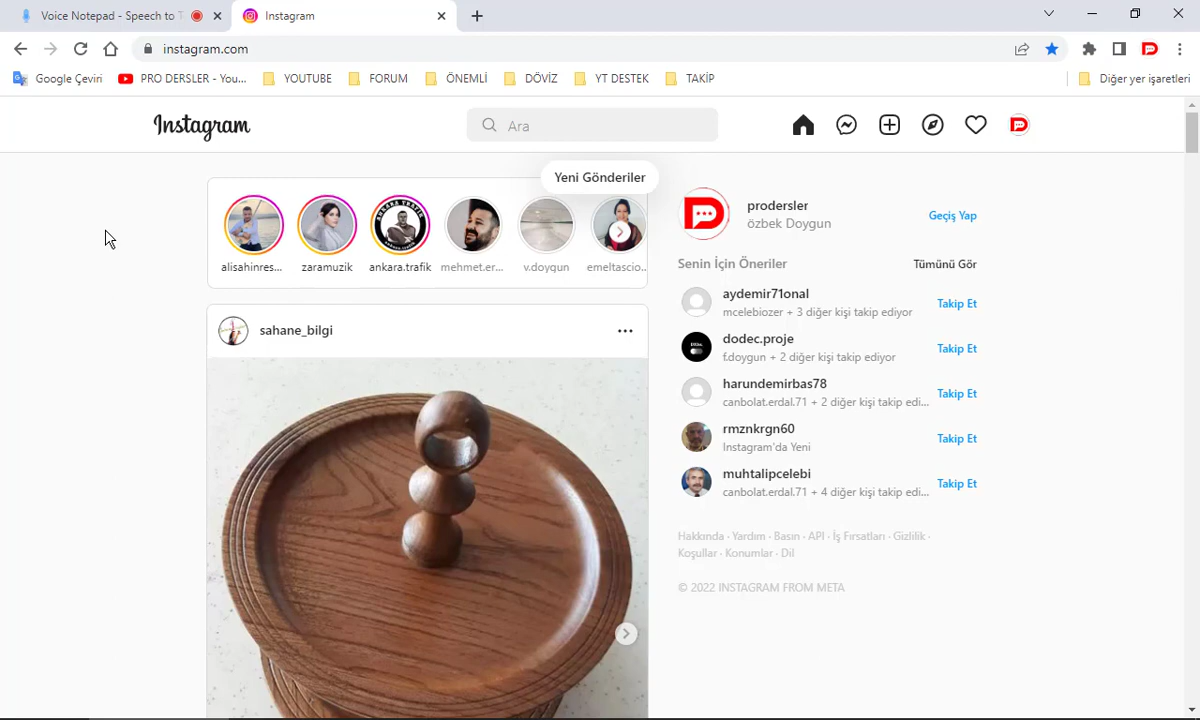 Voice Notepad - Speech to T
Instagram
instagram.com
Google Çeviri
PRO DERSLER - You...
YOUTUBE
FORUM
ÖNEMLİ
DÖVİZ
YT DESTEK
TAKİP
Diğer yer işaretleri
Instagram
Ara
Yeni Gönderiler
alisahinres...
zaramuzik
ankara.trafik
mehmet.er...
v.doygun
emeltascio...
prodersler
özbek Doygun
Geçiş Yap
Senin İçin Öneriler
Tümünü Gör
aydemir71onal
mcelebiozer + 3 diğer kişi takip ediyor
Takip Et
dodec.proje
f.doygun + 2 diğer kişi takip ediyor
Takip Et
harundemirbas78
canbolat.erdal.71 + 2 diğer kişi takip edi...
Takip Et
rmznkrgn60
Instagram'da Yeni
Takip Et
muhtalipcelebi
canbolat.erdal.71 + 4 diğer kişi takip edi...
Takip Et
sahane_bilgi
Hakkında · Yardım · Basın · API · İş Fırsatları · Gizlilik ·
Koşullar · Konumlar · Dil
© 2022 INSTAGRAM FROM META